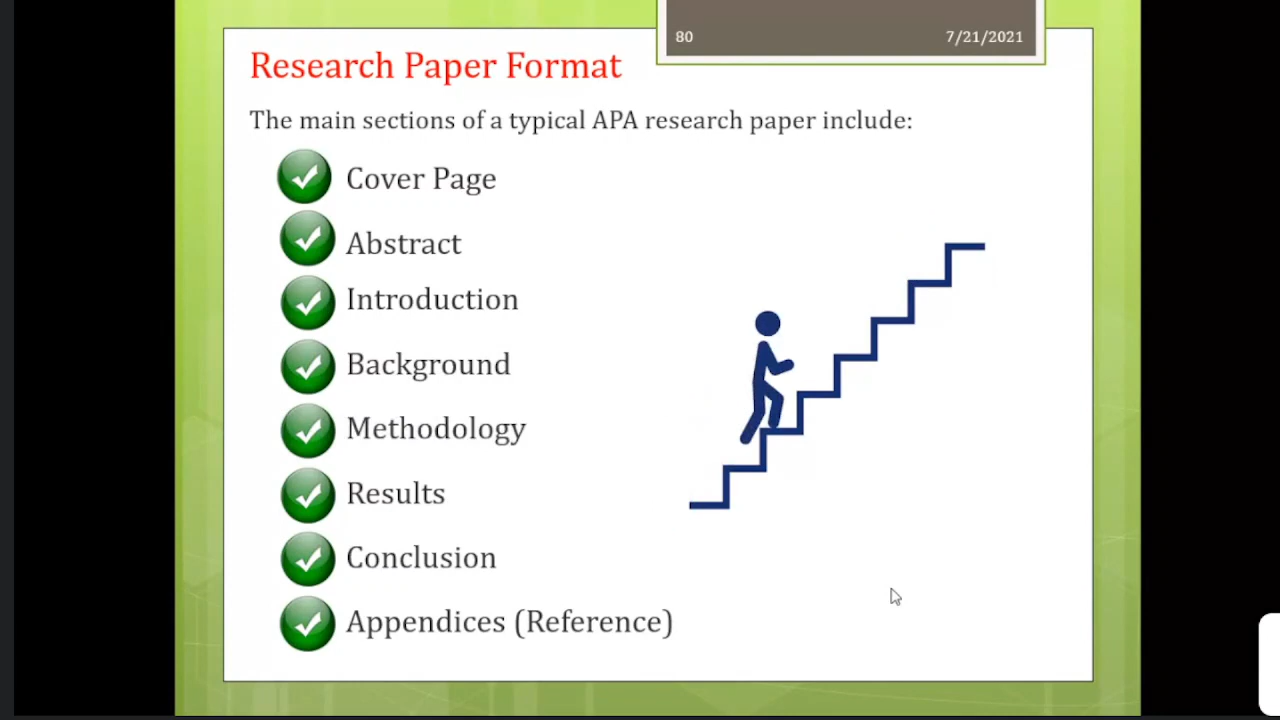 80
7/21/2021
Research Paper Format
The main sections of a typical APA research paper include:
Cover Page
Abstract
Introduction
Background
Methodology
Results
Conclusion
Appendices (Reference)